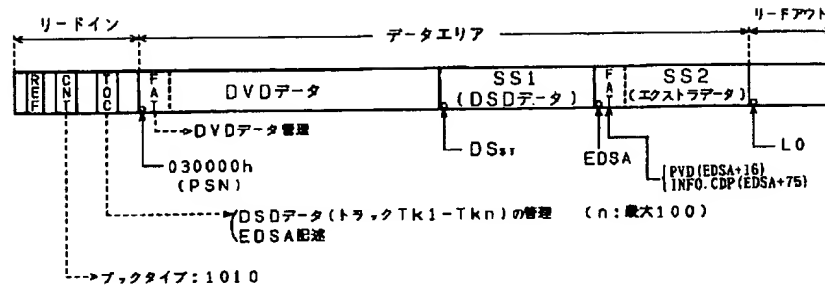 リードイン
データエリア
リードアウト
REF
CNT
TOC
FAT
DVDデータ
SS1
(DSDデータ)
FAT
SS2
(エクストラデータ)
DVDデータ管理
030000h
(PSN)
DSST
EDSA
PVD(EDSA+16)
INFO.CDP(EDSA+75)
LO
DSDデータ(トラックTk1-Tkn)の管理 (n:最大100)
EDSA記述
ブックタイプ:1010